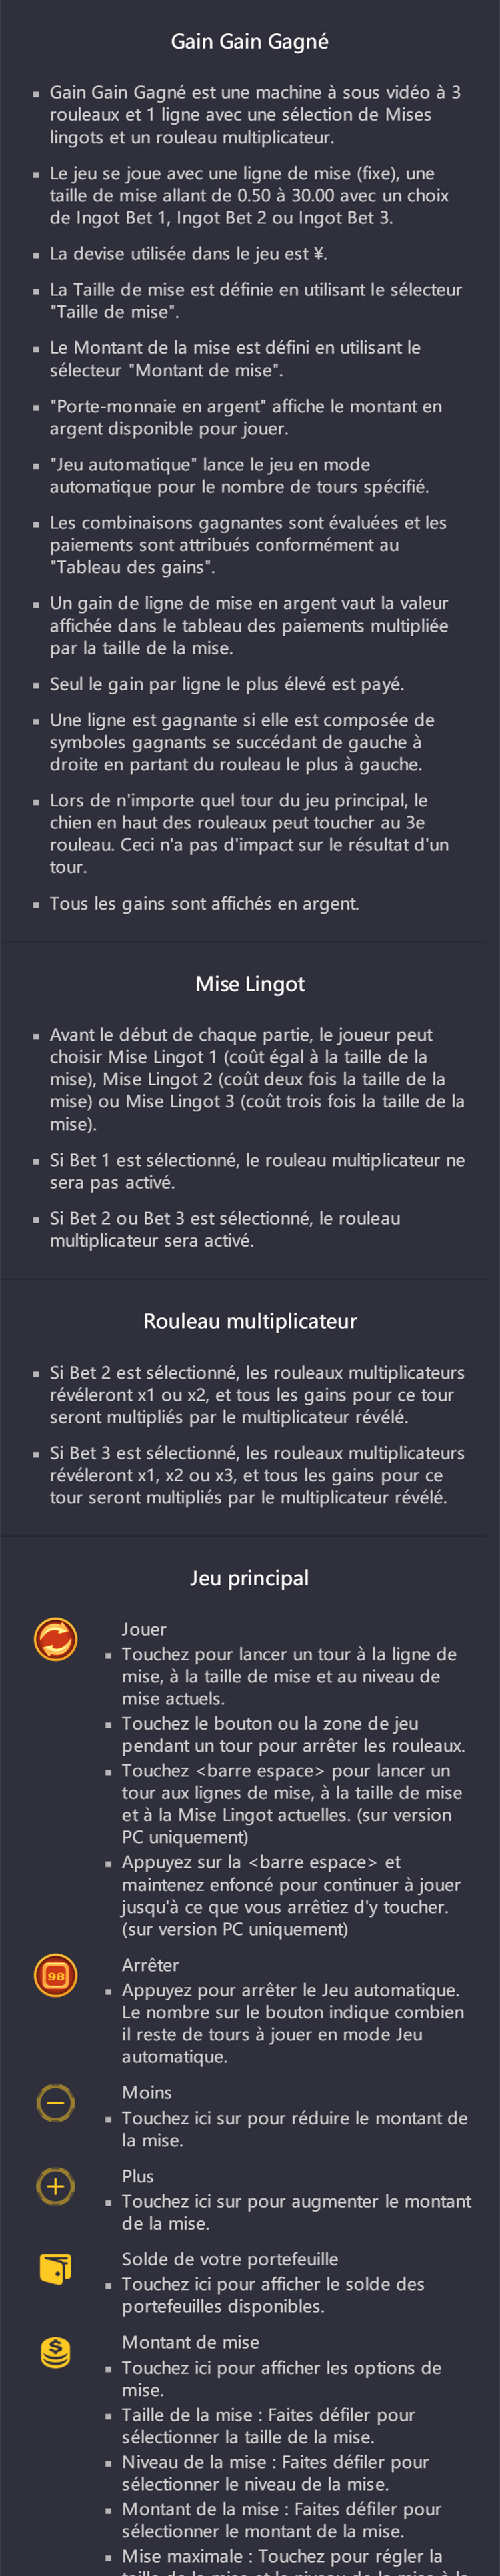 Gain Gain Gagné
Gain Gain Gagné est une machine à sous vidéo à 3
rouleaux et 1 ligne avec une sélection de Mises
lingots et un rouleau multiplicateur.
Le jeu se joue avec une ligne de mise (fixe), une
taille de mise allant de 0.50 à 30.00 avec un choix
de Ingot Bet 1, Ingot Bet 2 ou Ingot Bet 3.
La devise utilisée dans le jeu est ¥.
La Taille de mise est définie en utilisant le sélecteur
"Taille de mise".
Le Montant de la mise est défini en utilisant le
sélecteur "Montant de mise".
"Porte-monnaie en argent" affiche le montant en
argent disponible pour jouer.
"Jeu automatique" lance le jeu en mode
automatique pour le nombre de tours spécifié.
Les combinaisons gagnantes sont évaluées et les
paiements sont attribués conformément au
"Tableau des gains".
Un gain de ligne de mise en argent vaut la valeur
affichée dans le tableau des paiements multipliée
par la taille de la mise.
Seul le gain par ligne le plus élevé est payé.
Une ligne est gagnante si elle est composée de
symboles gagnants se succédant de gauche à
droite en partant du rouleau le plus à gauche.
Lors de n'importe quel tour du jeu principal, le
chien en haut des rouleaux peut toucher au 3e
rouleau. Ceci n'a pas d'impact sur le résultat d'un
tour.
Tous les gains sont affichés en argent.
Mise Lingot
Avant le début de chaque partie, le joueur peut
choisir Mise Lingot 1 (coût égal à la taille de la
mise), Mise Lingot 2 (coût deux fois la taille de la
mise) ou Mise Lingot 3 (coût trois fois la taille de la
mise).
Si Bet 1 est sélectionné, le rouleau multiplicateur ne
sera pas activé.
Si Bet 2 ou Bet 3 est sélectionné, le rouleau
multiplicateur sera activé.
Rouleau multiplicateur
Si Bet 2 est sélectionné, les rouleaux multiplicateurs
révéleront x1 ou x2, et tous les gains pour ce tour
seront multipliés par le multiplicateur révélé.
Si Bet 3 est sélectionné, les rouleaux multiplicateurs
révéleront x1, x2 ou x3, et tous les gains pour ce
tour seront multipliés par le multiplicateur révélé.
Jeu principal
Jouer
Touchez pour lancer un tour à la ligne de
mise, à la taille de mise et au niveau de
mise actuels.
Touchez le bouton ou la zone de jeu
pendant un tour pour arrêter les rouleaux.
Touchez <barre espace> pour lancer un
tour aux lignes de mise, à la taille de mise
et à la Mise Lingot actuelles. (sur version
PC uniquement)
Appuyez sur la <barre espace> et
maintenez enfoncé pour continuer à jouer
jusqu'à ce que vous arrêtiez d'y toucher.
(sur version PC uniquement)
98
Arrêter
Appuyez pour arrêter le Jeu automatique.
Le nombre sur le bouton indique combien
il reste de tours à jouer en mode Jeu
automatique.
Moins
Touchez ici sur pour réduire le montant de
la mise.
Plus
Touchez ici sur pour augmenter le montant
de la mise.
Solde de votre portefeuille
Touchez ici pour afficher le solde des
portefeuilles disponibles.
Montant de mise
Touchez ici pour afficher les options de
mise.
Taille de la mise : Faites défiler pour
sélectionner la taille de la mise.
Niveau de la mise : Faites défiler pour
sélectionner le niveau de la mise.
Montant de la mise : Faites défiler pour
sélectionner le montant de la mise.
Mise maximale : Touchez pour régler la